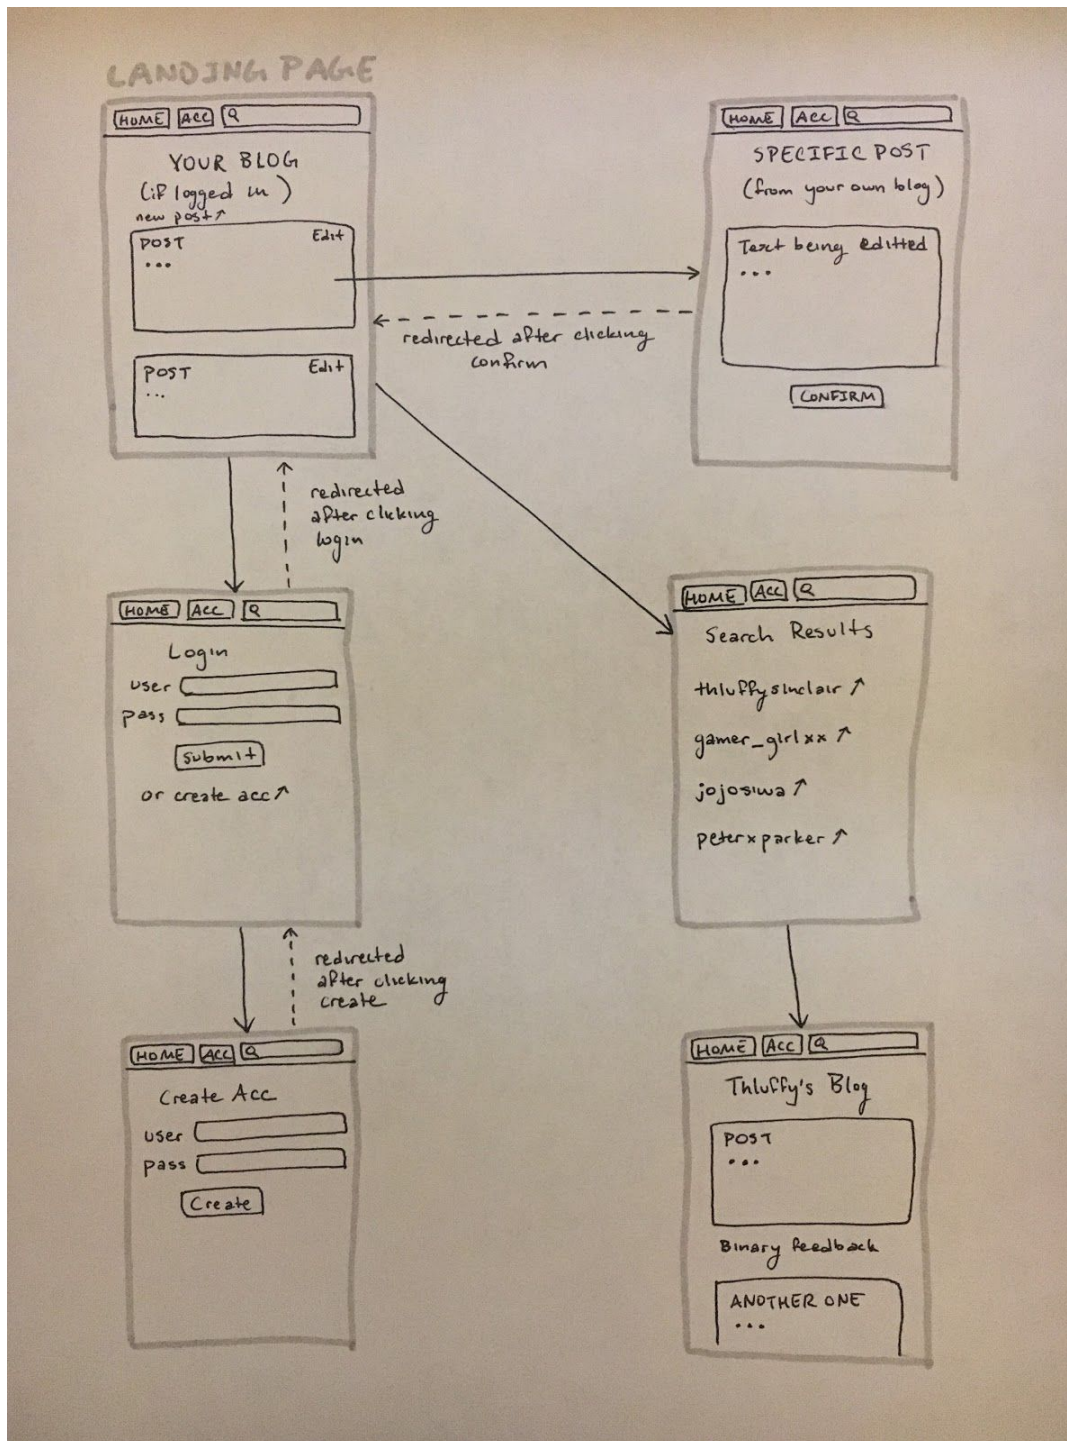 LANDING PAGE
HOME ACC
YOUR BLOG
(if logged in)
new post↗
POST Edit
...
POST Edit
...
HOME ACC
SPECIFIC POST
(from your own blog)
Text being editted
...
CONFIRM
redirected after clicking
confirm
redirected
after clicking
login
HOME ACC
Login
user
pass
submit
or create acc↗
HOME ACC
Search Results
thluffysinclair ↗
gamer_girlxx ↗
jojosiwa ↗
peterxparker ↗
redirected
after clicking
create
HOME ACC
Create Acc
user
pass
Create
HOME ACC
Thluffy's Blog
POST
...
Binary feedback
ANOTHER ONE
...